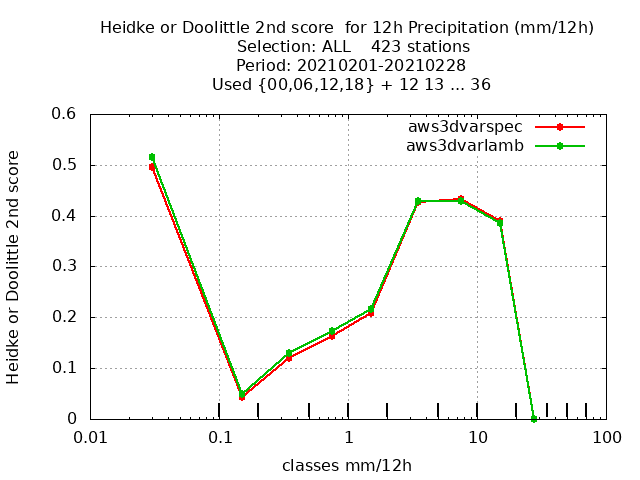 Heidke or Doolittle 2nd score  for 12h Precipitation (mm/12h)
Selection: ALL    423 stations
Period: 20210201-20210228
Used {00,06,12,18} + 12 13 ... 36
aws3dvarspec
aws3dvarlamb
Heidke or Doolittle 2nd score
0.6
0.5
0.4
0.3
0.2
0.1
0
0.01 0.1 1 10 100
classes mm/12h